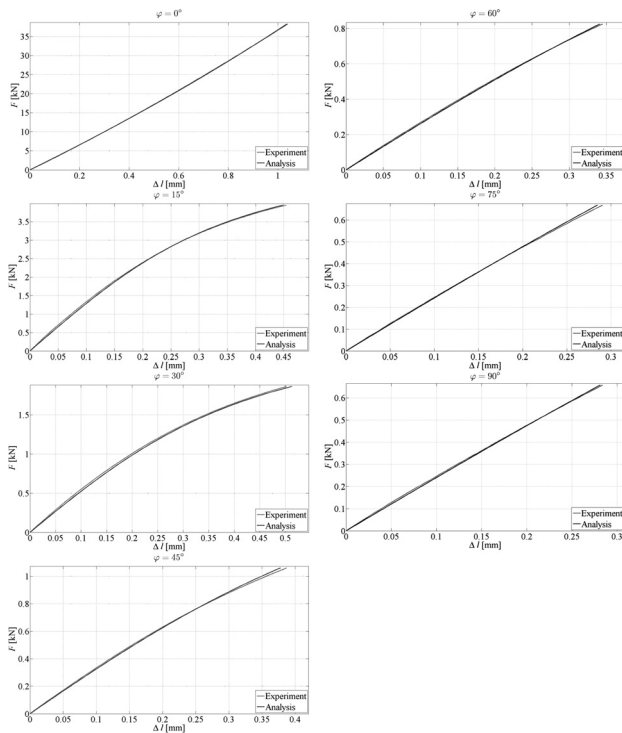 φ = 0°
F [kN]
35
30
25
20
15
10
5
0
0 0.2 0.4 0.6 0.8 1
Δ l [mm]
Experiment
Analysis
φ = 15°
F [kN]
3.5
3
2.5
2
1.5
1
0.5
0
0 0.05 0.1 0.15 0.2 0.25 0.3 0.35 0.4 0.45
Δ l [mm]
Experiment
Analysis
φ = 30°
F [kN]
1.5
1
0.5
0
0 0.05 0.1 0.15 0.2 0.25 0.3 0.35 0.4 0.45 0.5
Δ l [mm]
Experiment
Analysis
φ = 45°
F [kN]
1
0.8
0.6
0.4
0.2
0
0 0.05 0.1 0.15 0.2 0.25 0.3 0.35 0.4
Δ l [mm]
Experiment
Analysis
φ = 60°
F [kN]
0.8
0.6
0.4
0.2
0
0 0.05 0.1 0.15 0.2 0.25 0.3 0.35
Δ l [mm]
Experiment
Analysis
φ = 75°
F [kN]
0.6
0.5
0.4
0.3
0.2
0.1
0
0 0.05 0.1 0.15 0.2 0.25 0.3
Δ l [mm]
Experiment
Analysis
φ = 90°
F [kN]
0.6
0.5
0.4
0.3
0.2
0.1
0
0 0.05 0.1 0.15 0.2 0.25 0.3
Δ l [mm]
Experiment
Analysis